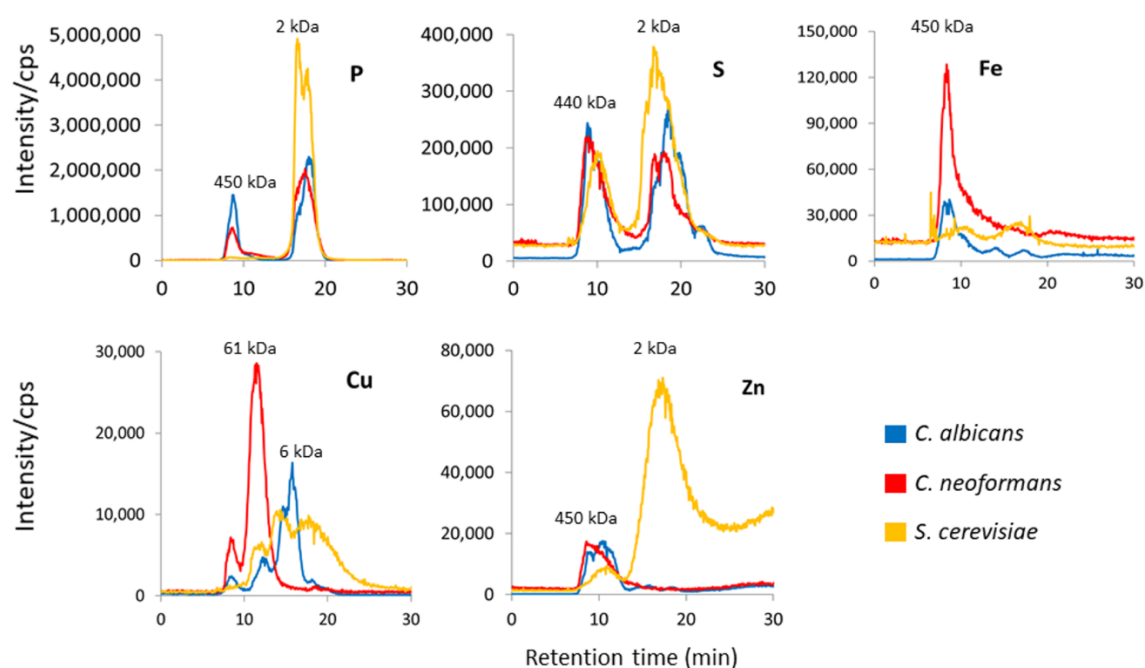 Intensity/cps
5,000,000
4,000,000
3,000,000
2,000,000
1,000,000
0
0 10 20 30
2 kDa
450 kDa
P
400,000
300,000
200,000
100,000
0
0 10 20 30
2 kDa
440 kDa
S
150,000
120,000
90,000
60,000
30,000
0
0 10 20 30
450 kDa
Fe
Intensity/cps
30,000
20,000
10,000
0
0 10 20 30
61 kDa
6 kDa
Cu
80,000
60,000
40,000
20,000
0
0 10 20 30
2 kDa
450 kDa
Zn
C. albicans
C. neoformans
S. cerevisiae
Retention time (min)